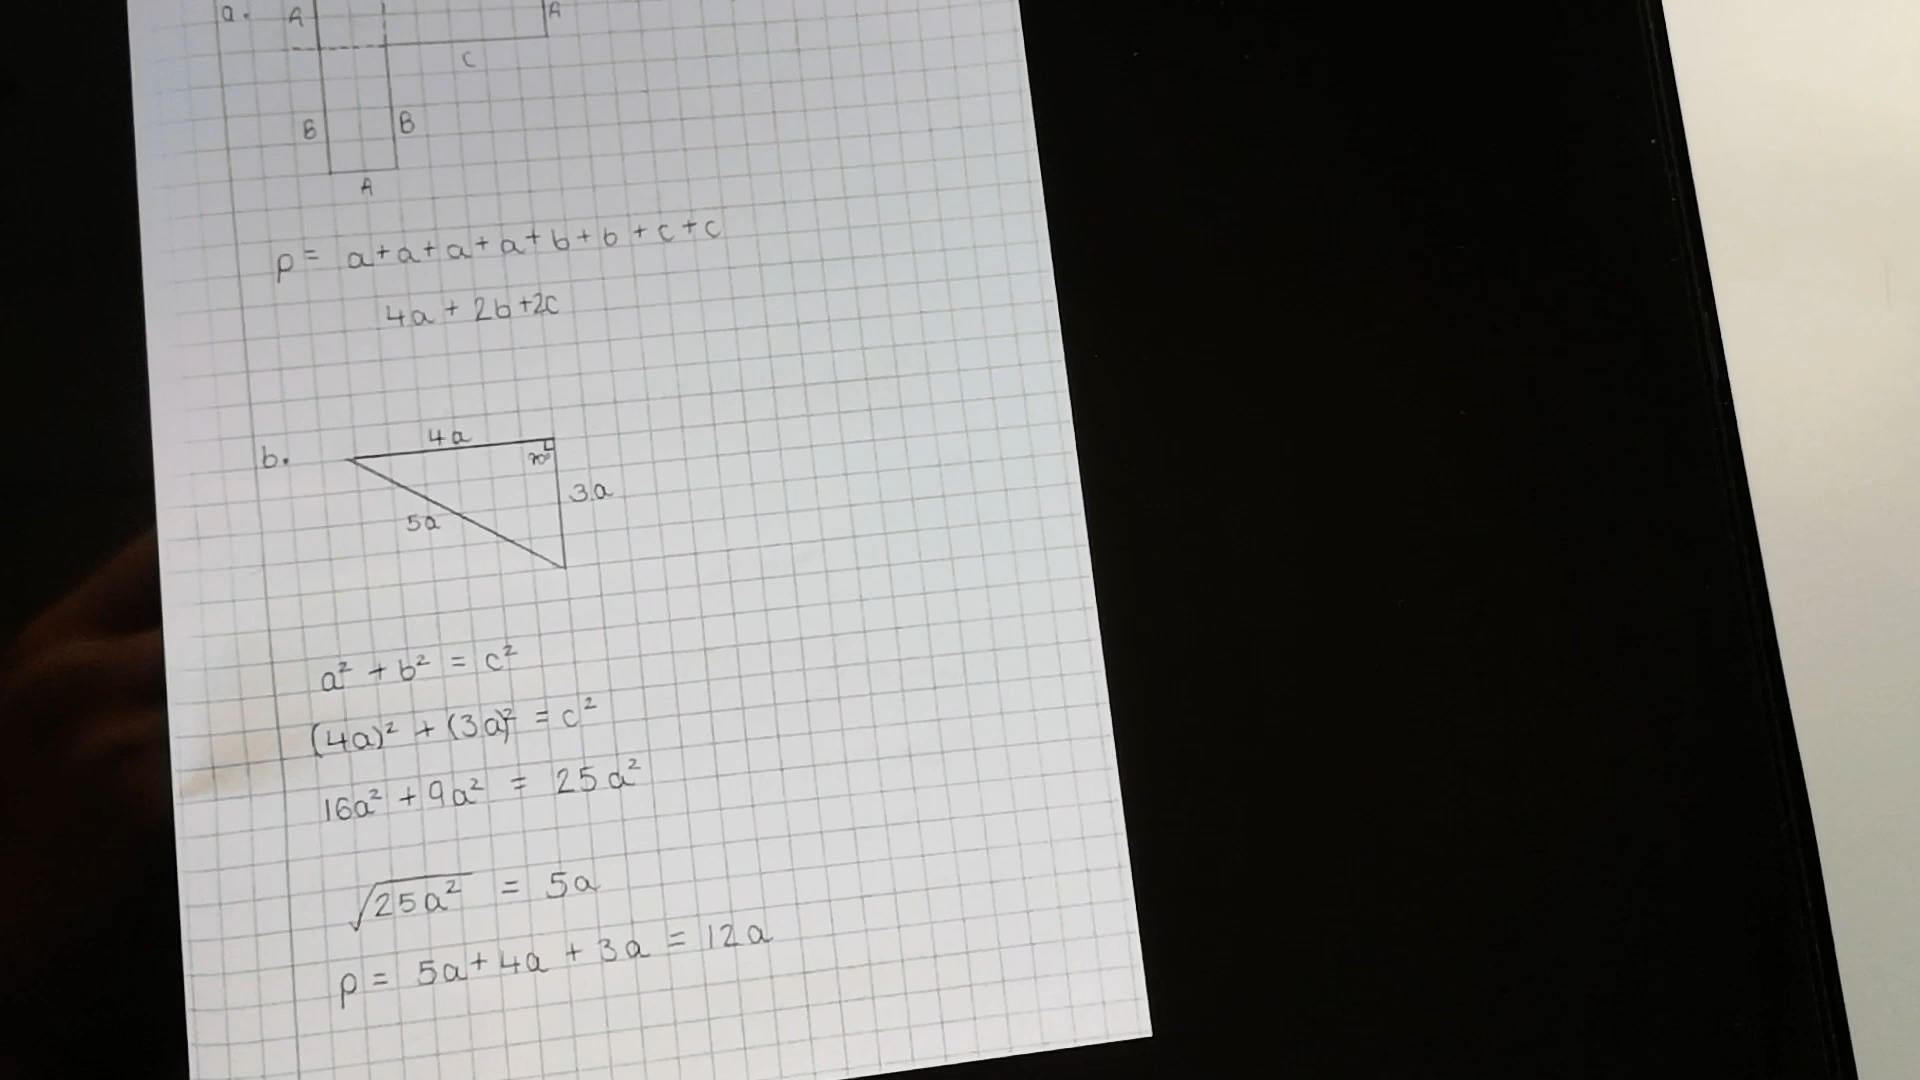 a. A A
C
B B
A
p = a+a+a+a+b+b+c+c
4a + 2b+2c
b. 4a
90°
3a
5a
a² + b² = c²
(4a)² + (3a)² = c²
16a² + 9a² = 25a²
√25a² = 5a
p = 5a+4a + 3a = 12a